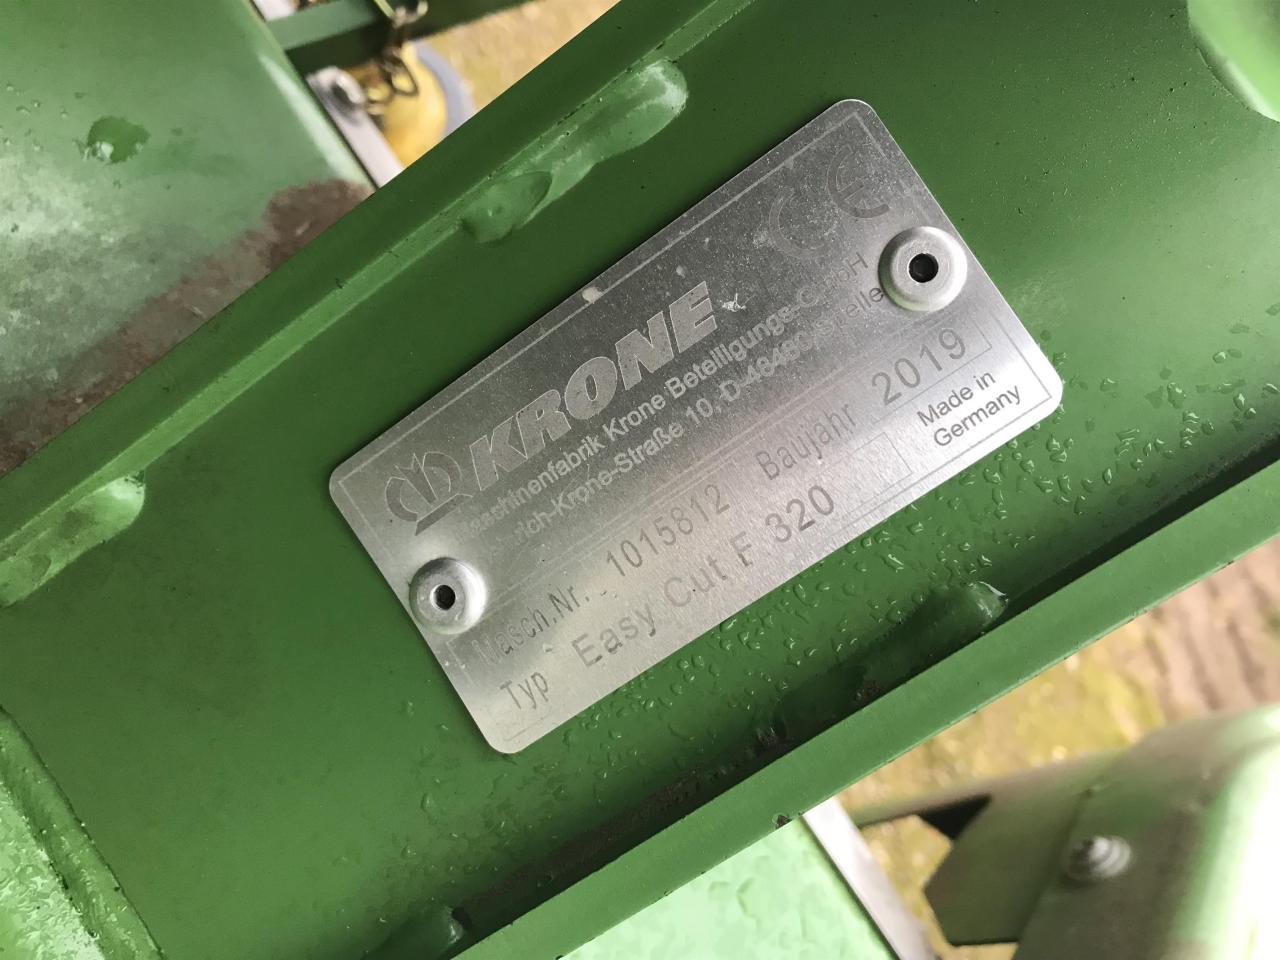 CE
KRONE
Maschinenfabrik Krone Beteiligungs-GmbH
Krone-Straße 10, D-48480 Spelle
Masch.Nr. 1015812 Baujahr 2019
Typ Easy Cut F 320
Made in
Germany